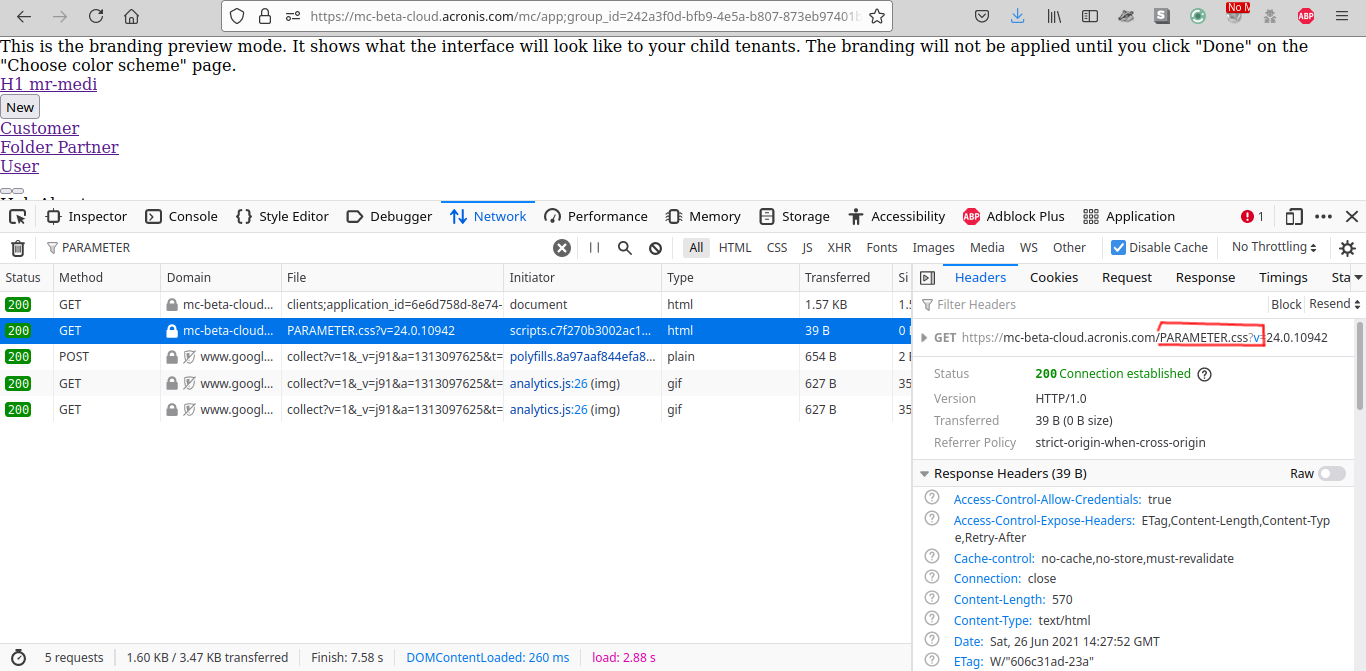 https://mc-beta-cloud.acronis.com/mc/app;group_id=242a3f0d-bfb9-4e5a-b807-873eb97401b
No M
ABP
This is the branding preview mode. It shows what the interface will look like to your child tenants. The branding will not be applied until you click "Done" on the
"Choose color scheme" page.
H1 mr-medi
New
Customer
Folder Partner
User
Inspector Console Style Editor Debugger Network Performance Memory Storage Accessibility ABP Adblock Plus Application 1
PARAMETER All HTML CSS JS XHR Fonts Images Media WS Other Disable Cache No Throttling
Status Method Domain File Initiator Type Transferred Si
200 GET mc-beta-cloud... clients;application_id=6e6d758d-8e74- document html 1.57 KB 1.5
200 GET mc-beta-cloud... PARAMETER.css?v=24.0.10942 scripts.c7f270b3002ac1... html 39 B 0 
200 POST www.googl... collect?v=1&_v=j91&a=1313097625&t= polyfills.8a97aaf844efa8... plain 654 B 2 
200 GET www.googl... collect?v=1&_v=j91&a=1313097625&t= analytics.js:26 (img) gif 627 B 35
200 GET www.googl... collect?v=1&_v=j91&a=1313097625&t= analytics.js:26 (img) gif 627 B 35
Headers Cookies Request Response Timings Sta
Filter Headers Block Resend
GET https://mc-beta-cloud.acronis.com/PARAMETER.css?v=24.0.10942
Status 200 Connection established
Version HTTP/1.0
Transferred 39 B (0 B size)
Referrer Policy strict-origin-when-cross-origin
Response Headers (39 B) Raw
Access-Control-Allow-Credentials: true
Access-Control-Expose-Headers: ETag,Content-Length,Content-Typ
e,Retry-After
Cache-control: no-cache,no-store,must-revalidate
Connection: close
Content-Length: 570
Content-Type: text/html
Date: Sat, 26 Jun 2021 14:27:52 GMT
ETag: W/"606c31ad-23a"
5 requests 1.60 KB / 3.47 KB transferred Finish: 7.58 s DOMContentLoaded: 260 ms load: 2.88 s